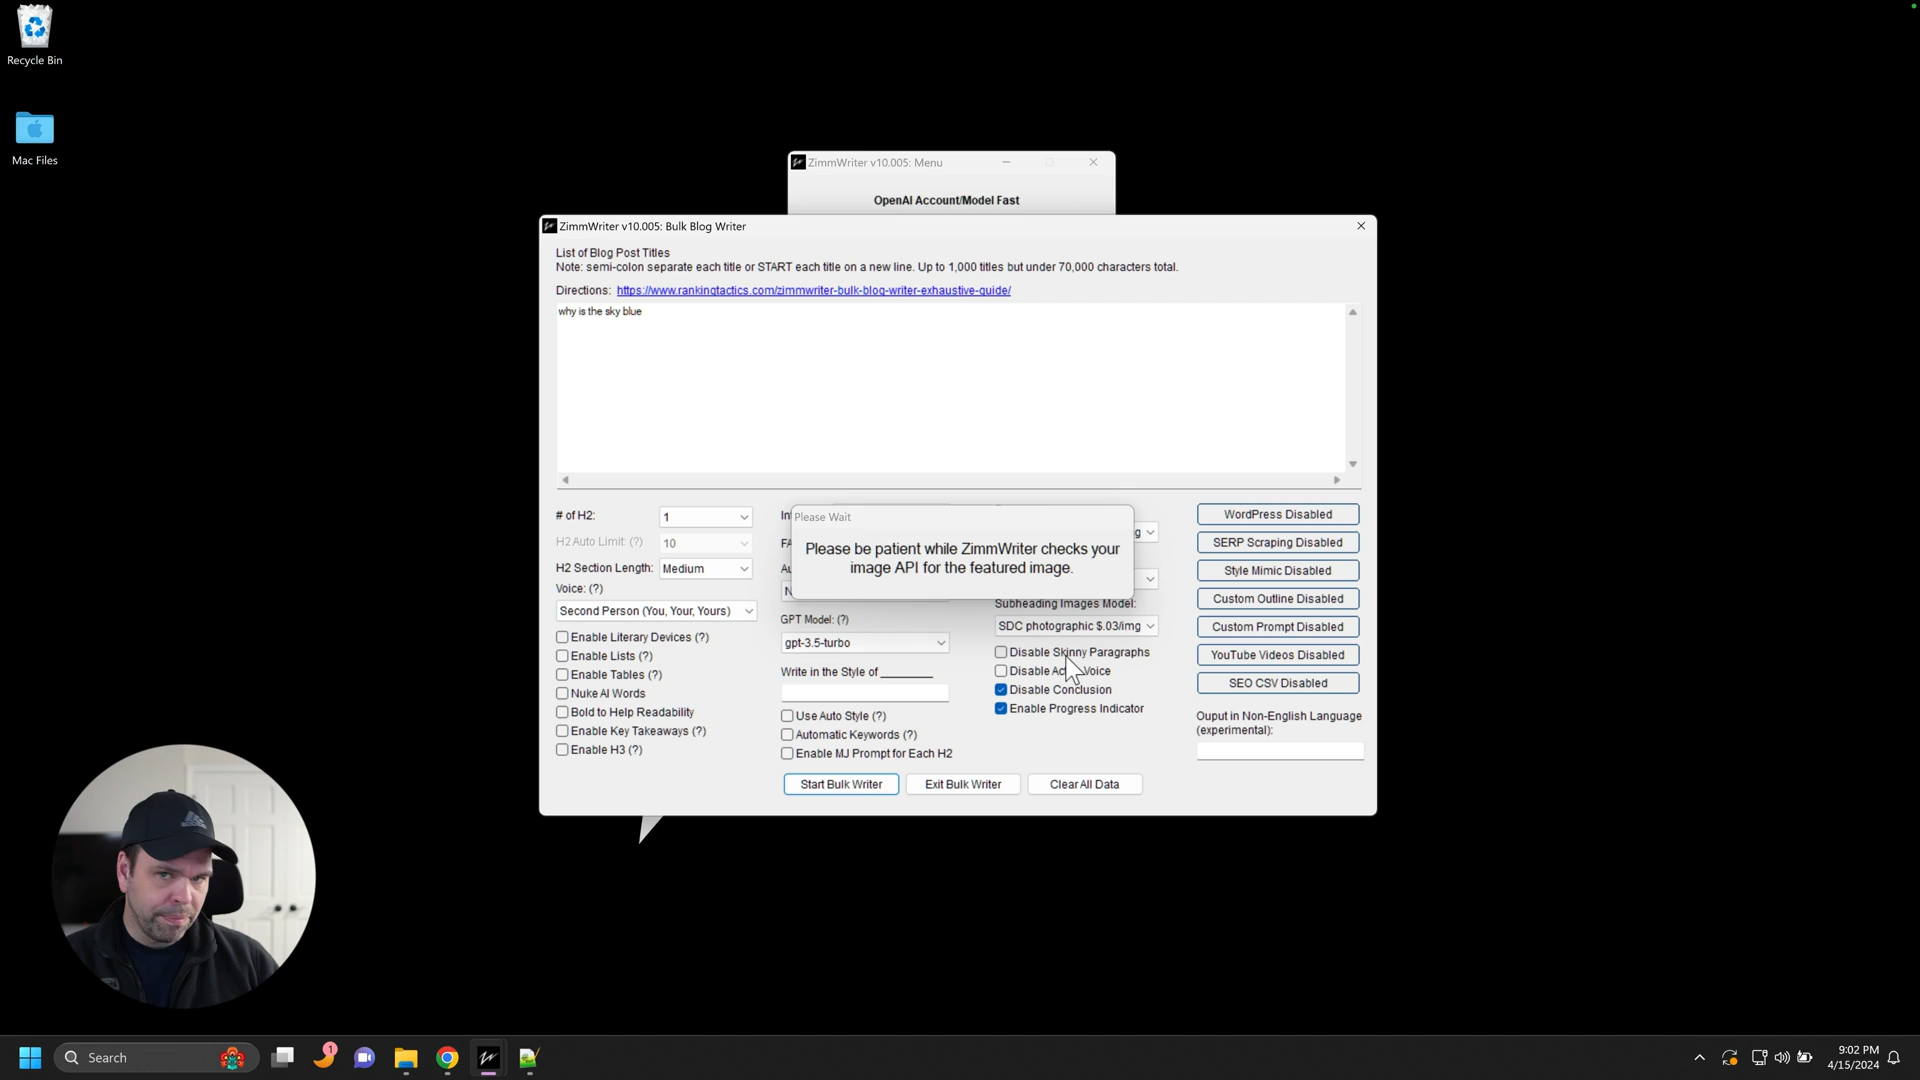 Recycle Bin
Mac Files
ZimmWriter v10.005: Menu
OpenAI Account/Model Fast
ZimmWriter v10.005: Bulk Blog Writer
List of Blog Post Titles
Note: semi-colon separate each title or START each title on a new line. Up to 1,000 titles but under 70,000 characters total.
Directions: https://www.rankingtactics.com/zimmwriter-bulk-blog-writer-exhaustive-guide/
why is the sky blue
# of H2: 1
H2 Auto Limit: (?) 10
H2 Section Length: Medium
Voice: (?)
Second Person (You, Your, Yours)
Enable Literary Devices (?)
Enable Lists (?)
Enable Tables (?)
Nuke AI Words
Bold to Help Readability
Enable Key Takeaways (?)
Enable H3 (?)
Please Wait
Please be patient while ZimmWriter checks your
image API for the featured image.
GPT Model: (?)
gpt-3.5-turbo
Write in the Style of ________
Use Auto Style (?)
Automatic Keywords (?)
Enable MJ Prompt for Each H2
Subheading Images Model:
SDC photographic $.03/img
Disable Skinny Paragraphs
Disable Voice
Disable Conclusion
Enable Progress Indicator
WordPress Disabled
SERP Scraping Disabled
Style Mimic Disabled
Custom Outline Disabled
Custom Prompt Disabled
YouTube Videos Disabled
SEO CSV Disabled
Ouput in Non-English Language
(experimental):
Start Bulk Writer
Exit Bulk Writer
Clear All Data
Search
1
9:02 PM
4/15/2024